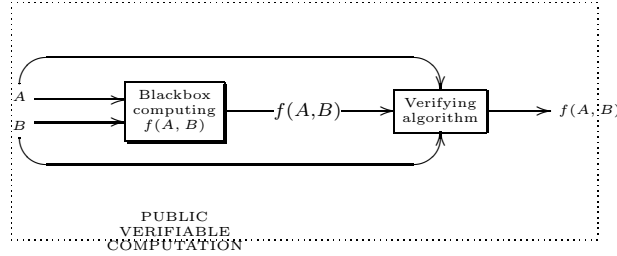 A
B
Blackbox
computing
f(A, B)
f(A,B)
Verifying
algorithm
f(A, B)
PUBLIC
VERIFIABLE
COMPUTATION